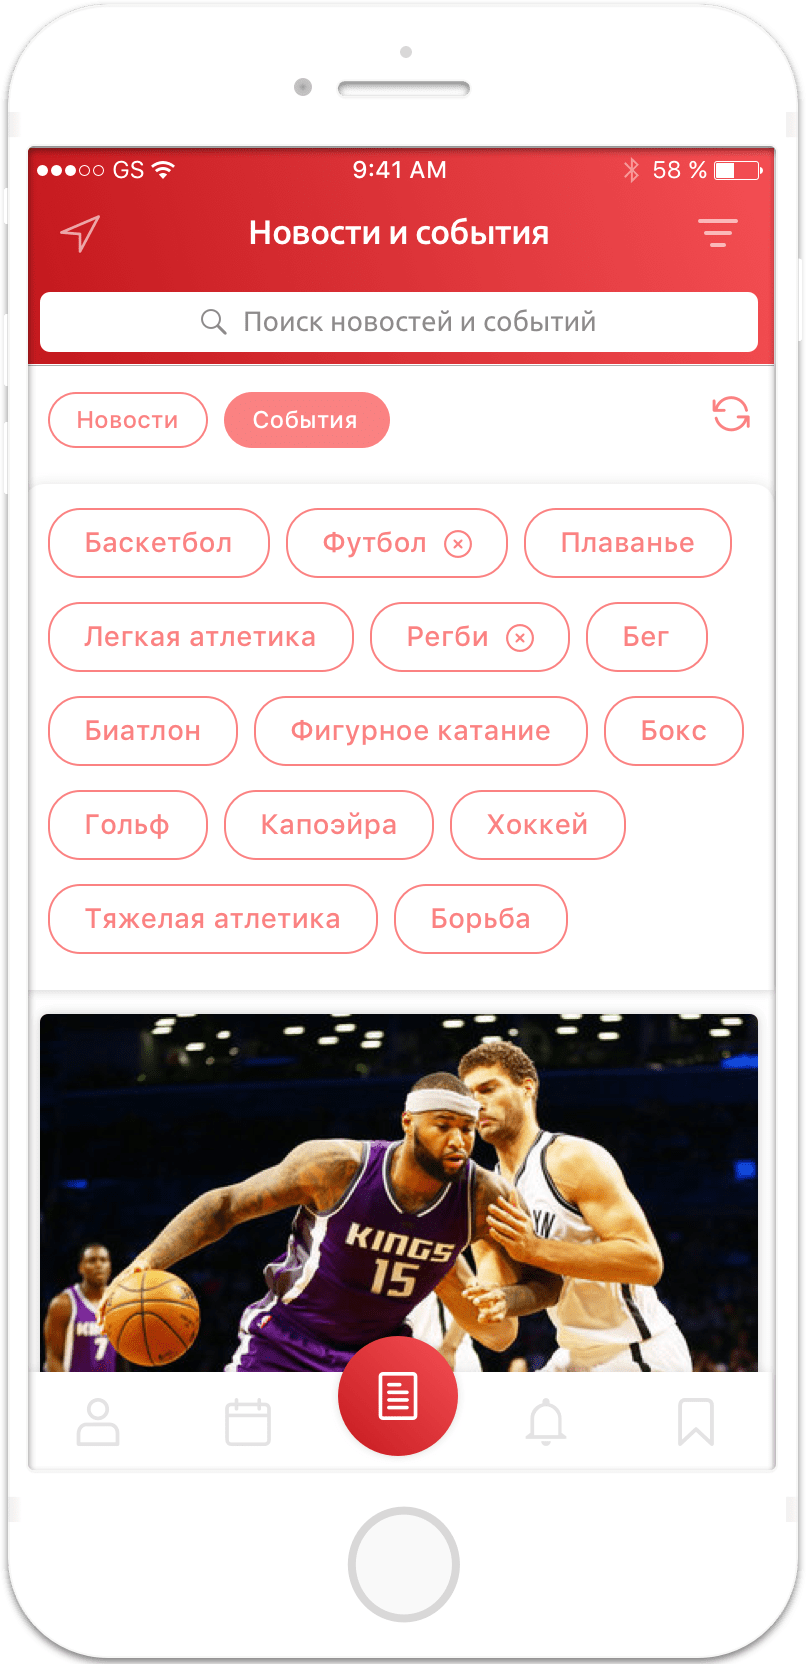 GS 9:41 AM 58 %
Новости и события
Поиск новостей и событий
Новости События
Баскетбол Футбол Плаванье
Легкая атлетика Регби Бег
Биатлон Фигурное катание Бокс
Гольф Капоэйра Хоккей
Тяжелая атлетика Борьба
KINGS
15
7